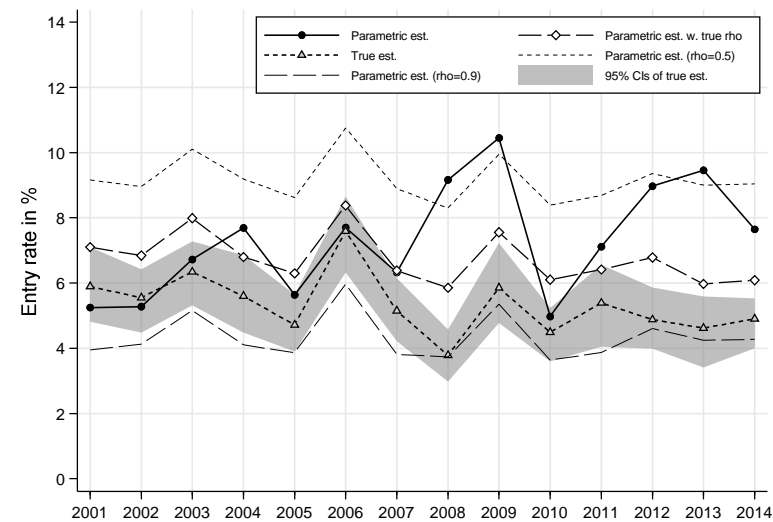 Parametric est.
Parametric est. w. true rho
True est.
Parametric est. (rho=0.5)
Parametric est. (rho=0.9)
95% CIs of true est.
14
12
10
8
6
4
2
0
Entry rate in %
2001 2002 2003 2004 2005 2006 2007 2008 2009 2010 2011 2012 2013 2014